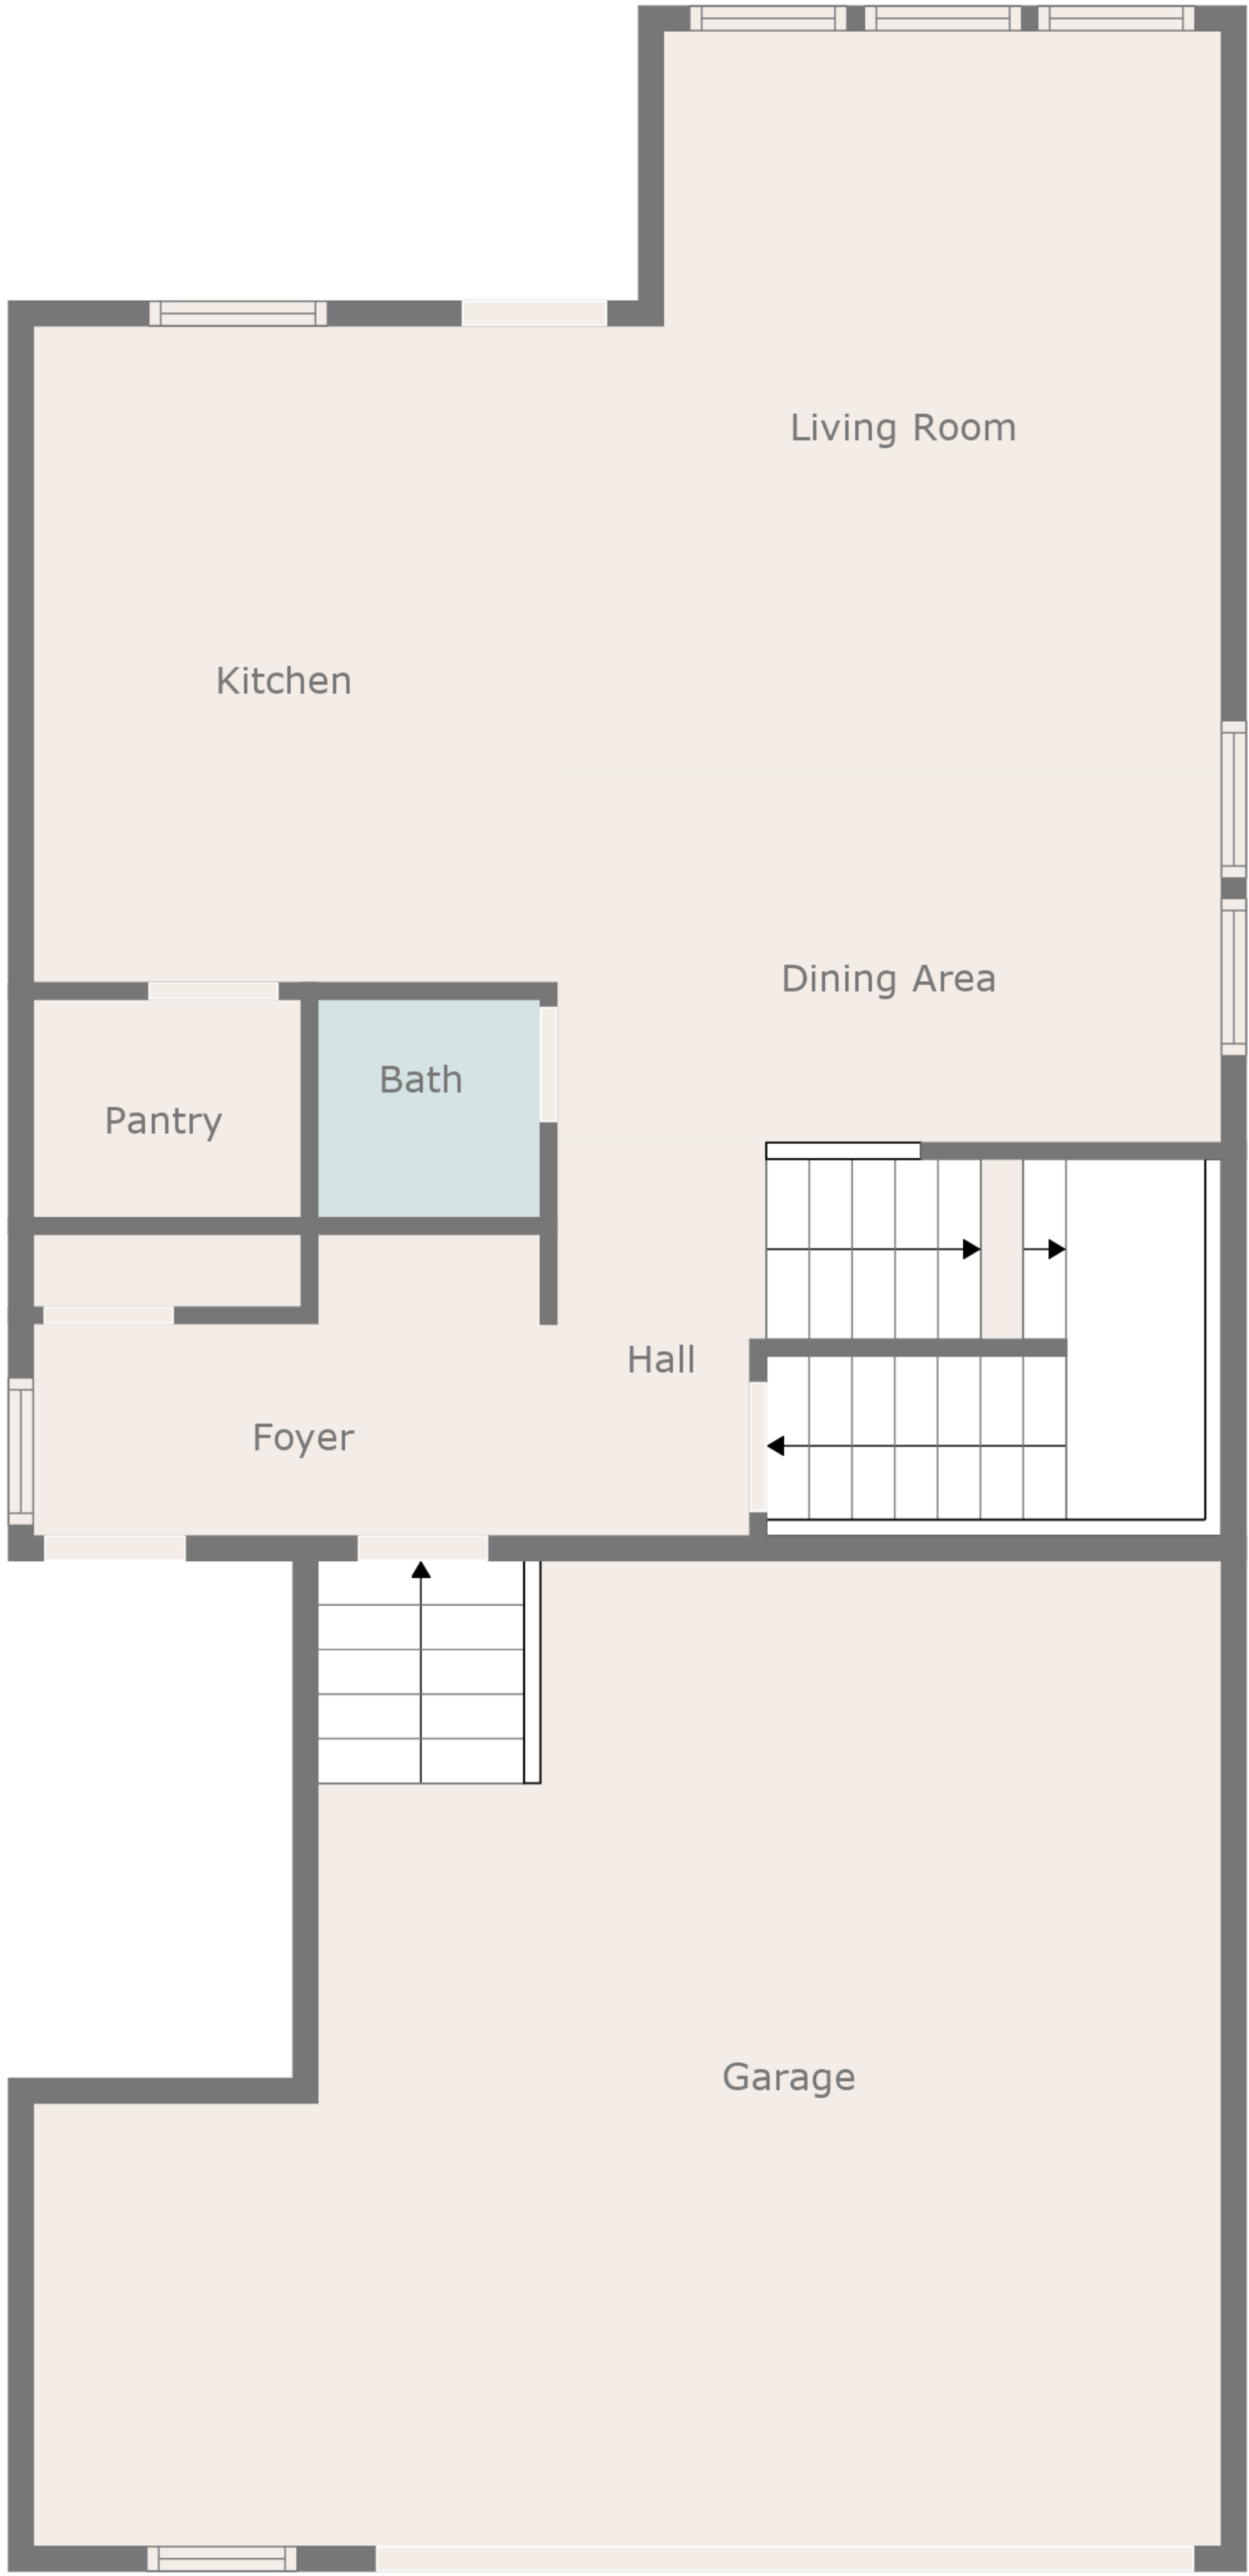 Living Room
Kitchen
Dining Area
Bath
Pantry
Hall
Foyer
Garage